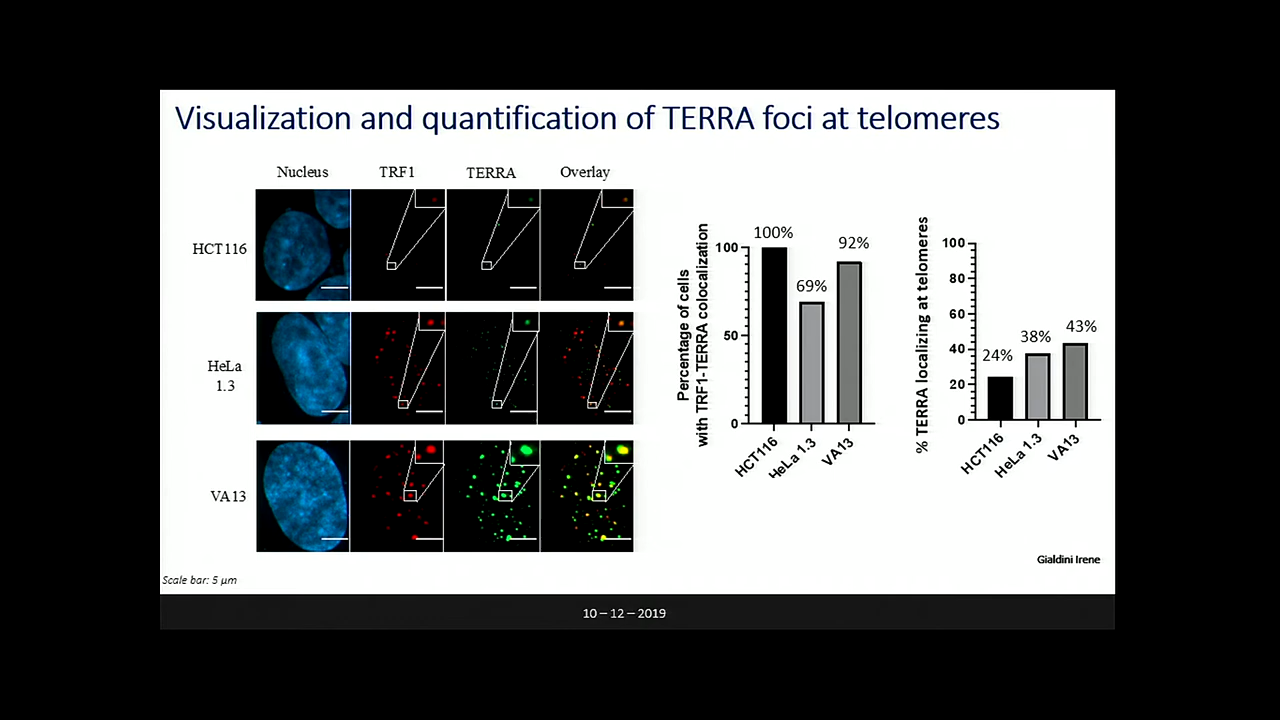 Visualization and quantification of TERRA foci at telomeres
Nucleus TRF1 TERRA Overlay
HCT116
HeLa
1.3
VA13
Scale bar: 5 μm
Percentage of cells
with TRF1-TERRA colocalization
100
50
0
100%
69%
92%
HCT116
HeLa 1.3
VA13
% TERRA localizing at telomeres
100
80
60
40
20
0
24%
38%
43%
HCT116
HeLa 1.3
VA13
Gialdini Irene
10 – 12 – 2019